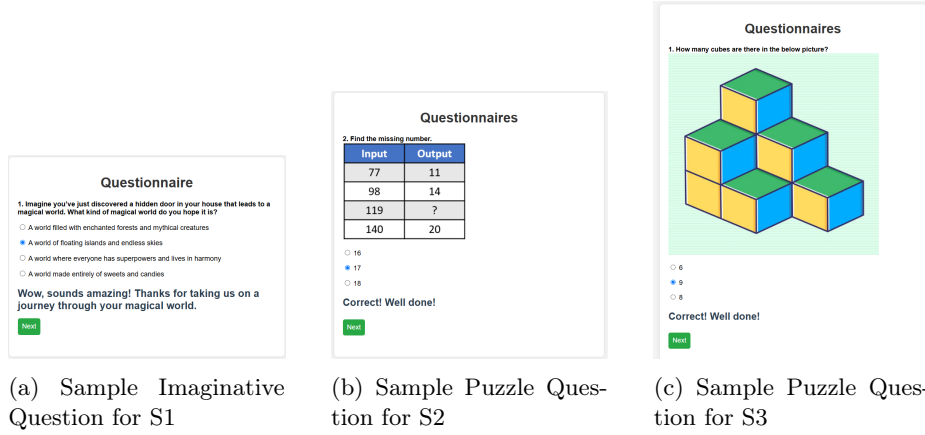 Questionnaire
1. Imagine you've just discovered a hidden door in your house that leads to a
magical world. What kind of magical world do you hope it is?
A world filled with enchanted forests and mythical creatures
A world of floating islands and endless skies
A world where everyone has superpowers and lives in harmony
A world made entirely of sweets and candies
Wow, sounds amazing! Thanks for taking us on a
journey through your magical world.
Next
(a) Sample Imaginative
Question for S1
Questionnaires
2. Find the missing number.
Input Output
77 11
98 14
119 ?
140 20
16
17
18
Correct! Well done!
Next
(b) Sample Puzzle Ques-
tion for S2
Questionnaires
1. How many cubes are there in the below picture?
6
9
8
Correct! Well done!
Next
(c) Sample Puzzle Ques-
tion for S3